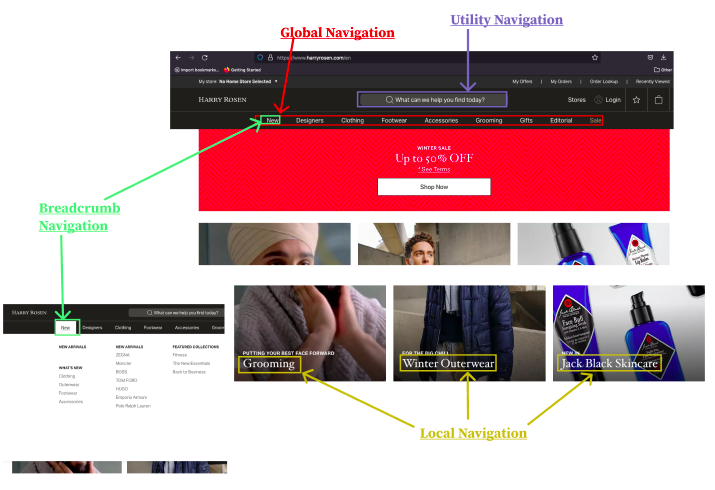 Utility Navigation
Global Navigation
https://www.harryrosen.com/en
Import bookmarks... Getting Started Other
My store: No Home Store Selected My Offers | My Orders | Order Lookup | Recently Viewed
HARRY ROSEN What can we help you find today? Stores Login
New Designers Clothing Footwear Accessories Grooming Gifts Editorial Sale
WINTER SALE
Up to 50% OFF
*See Terms
Shop Now
Breadcrumb
Navigation
HARRY ROSEN What can we help you find today?
New Designers Clothing Footwear Accessories Groom
NEW ARRIVALS NEW ARRIVALS FEATURED COLLECTIONS
ZEGNA Fitness
Moncler The New Essentials
WHAT'S NEW BOSS Back to Business
Clothing TOM FORD
Outerwear HUGO
Footwear Emporio Armani
Accessories Polo Ralph Lauren
PUTTING YOUR BEST FACE FORWARD
Grooming
FOR THE BIG CHILL
Winter Outerwear
NEW IN
Jack Black Skincare
Jack Black
Face Buff
Local Navigation